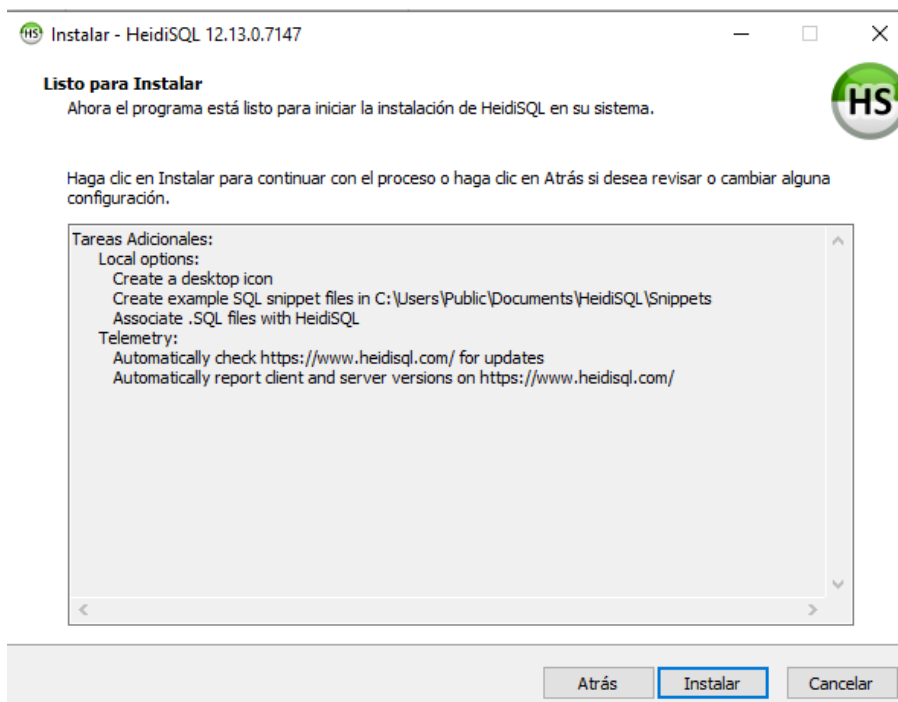 HS Instalar - HeidiSQL 12.13.0.7147
Listo para Instalar
Ahora el programa está listo para iniciar la instalación de HeidiSQL en su sistema.
HS
Haga clic en Instalar para continuar con el proceso o haga clic en Atrás si desea revisar o cambiar alguna
configuración.
Tareas Adicionales:
Local options:
Create a desktop icon
Create example SQL snippet files in C:\Users\Public\Documents\HeidiSQL\Snippets
Associate .SQL files with HeidiSQL
Telemetry:
Automatically check https://www.heidisql.com/ for updates
Automatically report client and server versions on https://www.heidisql.com/
Atrás Instalar Cancelar